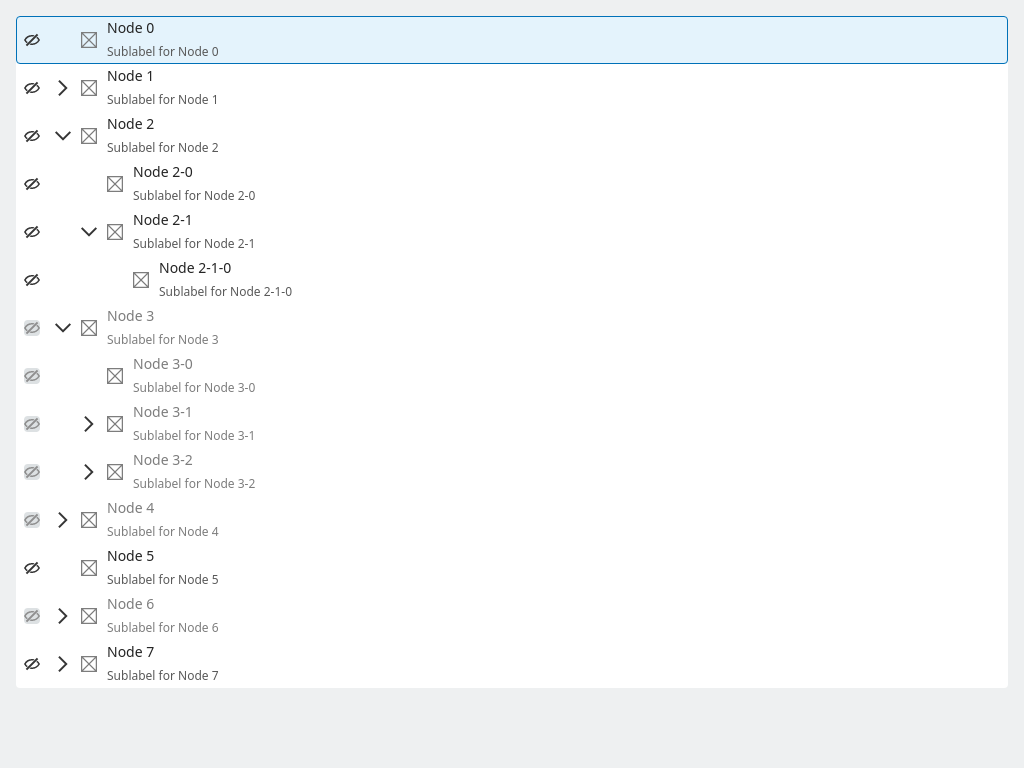 Node 0
Sublabel for Node 0
Node 1
Sublabel for Node 1
Node 2
Sublabel for Node 2
Node 2-0
Sublabel for Node 2-0
Node 2-1
Sublabel for Node 2-1
Node 2-1-0
Sublabel for Node 2-1-0
Node 3
Sublabel for Node 3
Node 3-0
Sublabel for Node 3-0
Node 3-1
Sublabel for Node 3-1
Node 3-2
Sublabel for Node 3-2
Node 4
Sublabel for Node 4
Node 5
Sublabel for Node 5
Node 6
Sublabel for Node 6
Node 7
Sublabel for Node 7